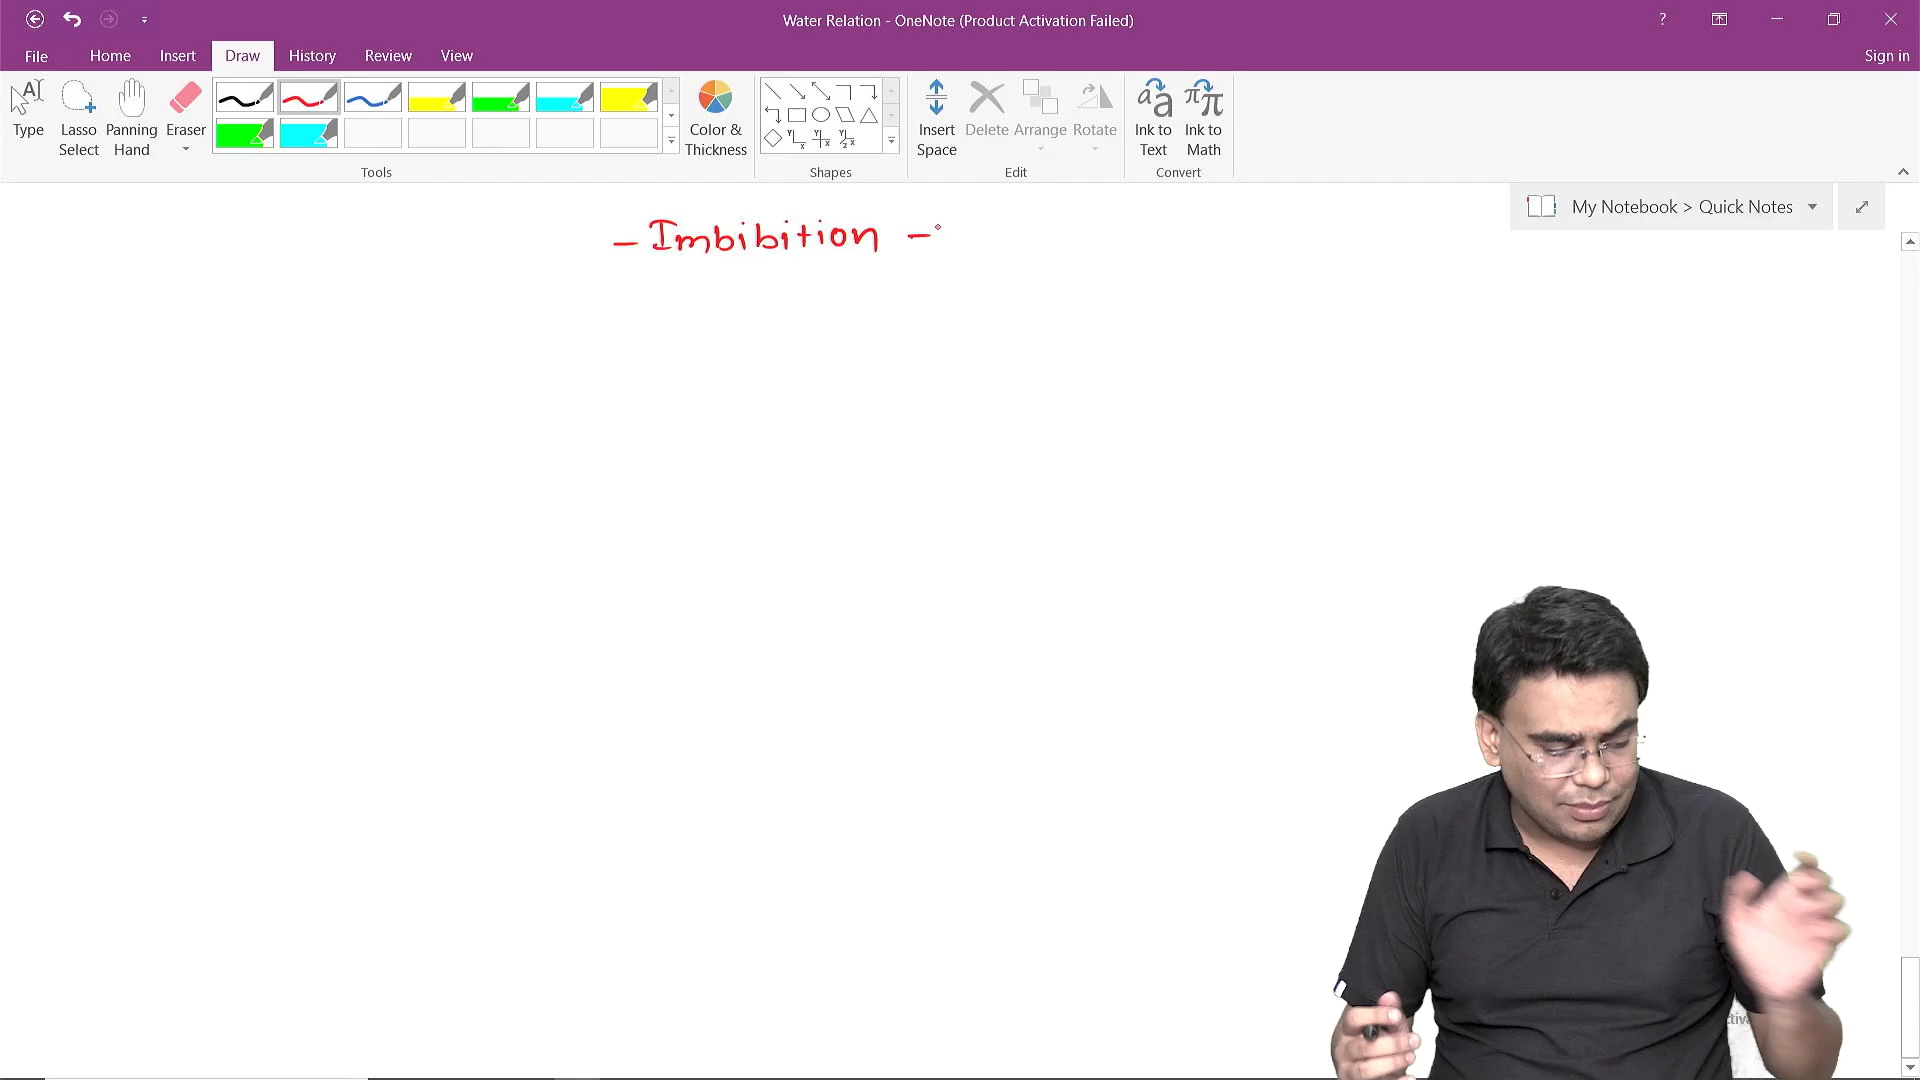 Water Relation - OneNote (Product Activation Failed)
?
File Home Insert Draw History Review View Sign in
Type
Lasso Select
Panning Hand
Eraser
Color & Thickness
Insert Space
Delete
Arrange
Rotate
Ink to Text
Ink to Math
Tools Shapes Edit Convert
My Notebook > Quick Notes
- Imbibition -